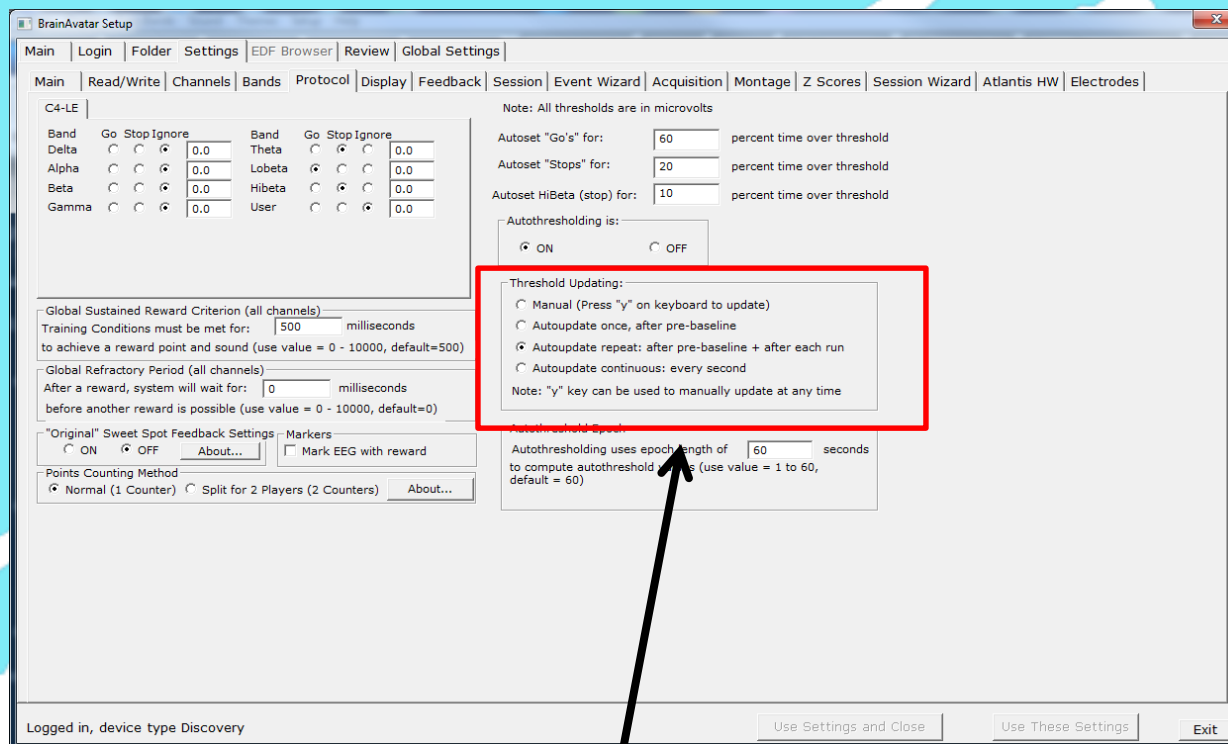 BrainAvatar Setup
Main Login Folder Settings EDF Browser Review Global Settings
Main Read/Write Channels Bands Protocol Display Feedback Session Event Wizard Acquisition Montage Z Scores Session Wizard Atlantis HW Electrodes
C4-LE
Band Go Stop Ignore Band Go Stop Ignore
Delta 0.0 Theta 0.0
Alpha 0.0 Lobeta 0.0
Beta 0.0 Hibeta 0.0
Gamma 0.0 User 0.0
Global Sustained Reward Criterion (all channels)
Training Conditions must be met for: 500 milliseconds
to achieve a reward point and sound (use value = 0 - 10000, default=500)
Global Refractory Period (all channels)
After a reward, system will wait for: 0 milliseconds
before another reward is possible (use value = 0 - 10000, default=0)
"Original" Sweet Spot Feedback Settings Markers
ON OFF About... Mark EEG with reward
Points Counting Method
Normal (1 Counter) Split for 2 Players (2 Counters) About...
Note: All thresholds are in microvolts
Autoset "Go's" for: 60 percent time over threshold
Autoset "Stops" for: 20 percent time over threshold
Autoset HiBeta (stop) for: 10 percent time over threshold
Autothresholding is:
ON OFF
Threshold Updating:
Manual (Press "y" on keyboard to update)
Autoupdate once, after pre-baseline
Autoupdate repeat: after pre-baseline + after each run
Autoupdate continuous: every second
Note: "y" key can be used to manually update at any time
Autothreshold Epoch
Autothresholding uses epoch length of 60 seconds
to compute autothreshold values (use value = 1 to 60,
default = 60)
Logged in, device type Discovery Use Settings and Close Use These Settings Exit